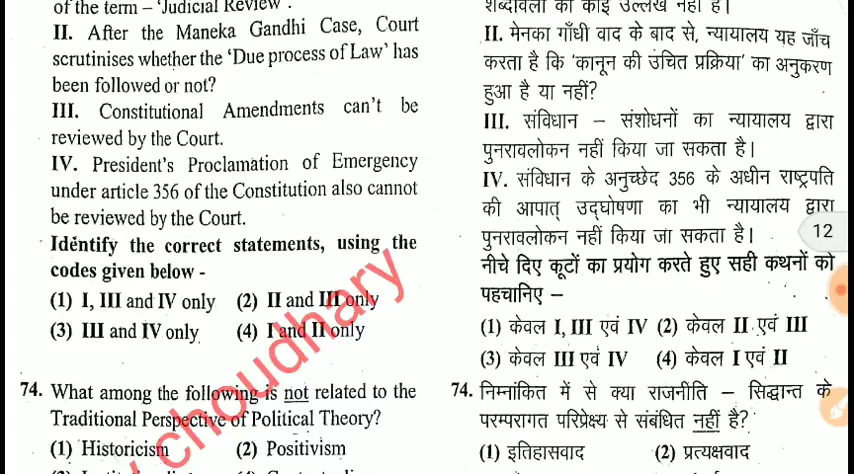 of the term – 'Judicial Review'.
II. After the Maneka Gandhi Case, Court
scrutinises whether the 'Due process of Law' has
been followed or not?
III. Constitutional Amendments can't be
reviewed by the Court.
IV. President's Proclamation of Emergency
under article 356 of the Constitution also cannot
be reviewed by the Court.
Identify the correct statements, using the
codes given below -
(1) I, III and IV only (2) II and III only
(3) III and IV only (4) I and II only
74. What among the following is not related to the
Traditional Perspective of Political Theory?
(1) Historicism (2) Positivism
शब्दावली का कोई उल्लेख नहीं है।
II. मेनका गाँधी वाद के बाद से, न्यायालय यह जाँच
करता है कि 'कानून की उचित प्रक्रिया' का अनुकरण
हुआ है या नहीं?
III. संविधान – संशोधनों का न्यायालय द्वारा
पुनरावलोकन नहीं किया जा सकता है।
IV. संविधान के अनुच्छेद 356 के अधीन राष्ट्रपति
की आपात् उद्घोषणा का भी न्यायालय द्वारा
पुनरावलोकन नहीं किया जा सकता है।
नीचे दिए कूटों का प्रयोग करते हुए सही कथनों को
पहचानिए –
(1) केवल I, III एवं IV (2) केवल II एवं III
(3) केवल III एवं IV (4) केवल I एवं II
74. निम्नांकित में से क्या राजनीति – सिद्धान्त के
परम्परागत परिप्रेक्ष्य से संबंधित नहीं है?
(1) इतिहासवाद (2) प्रत्यक्षवाद
12
choudhary